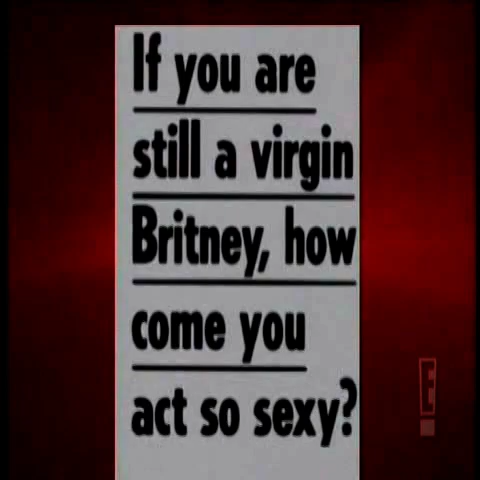 If you are
still a virgin
Britney, how
come you
act so sexy?
E!